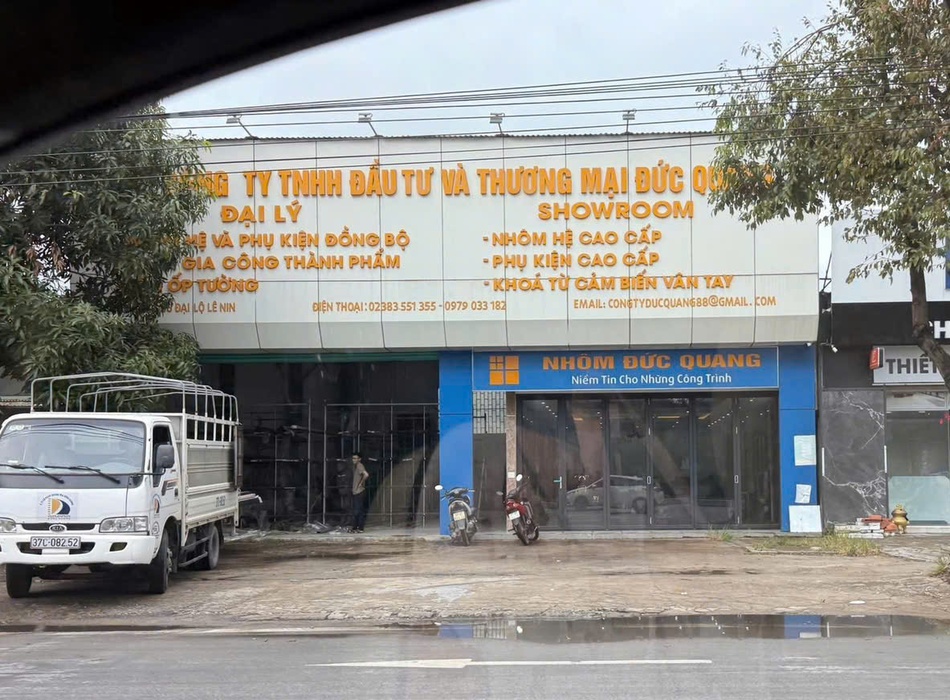 TY TNHH ĐẦU TƯ VÀ THƯƠNG MẠI ĐỨC
ĐẠI LÝ
HỆ VÀ PHỤ KIỆN ĐỒNG BỘ
GIA CÔNG THÀNH PHẨM
ỐP TƯỜNG
SHOWROOM
- NHÔM HỆ CAO CẤP
- PHỤ KIỆN CAO CẤP
- KHOÁ TỪ CẢM BIẾN VÂN TAY
ĐẠI LỘ LÊ NIN
ĐIỆN THOẠI: 02383 551 355 - 0979 033 182
EMAIL: CONGTYDUCQUANG88@GMAIL.COM
NHÔM ĐỨC QUANG
Niềm Tin Cho Những Công Trình
THIẾT
KIA
37C-082.52